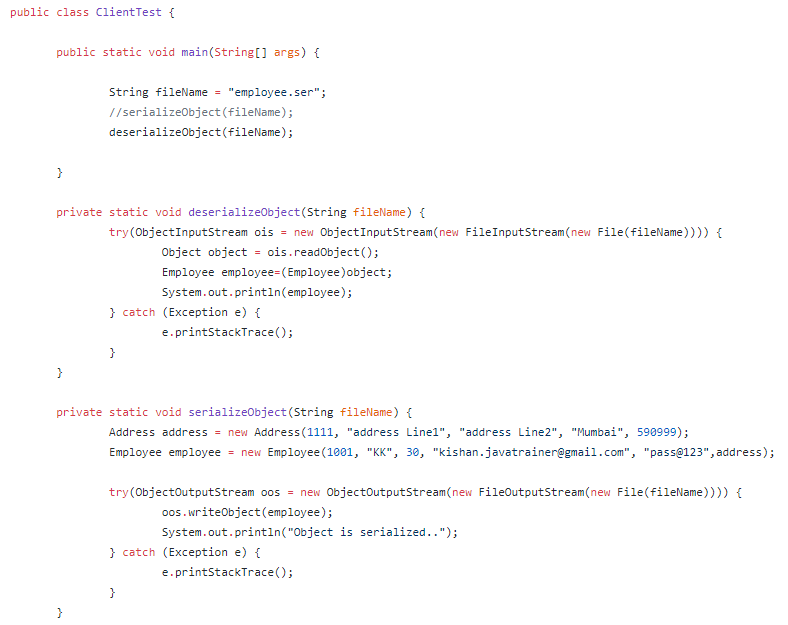 public class ClientTest {
public static void main(String[] args) {
String fileName = "employee.ser";
//serializeObject(fileName);
deserializeObject(fileName);
}
private static void deserializeObject(String fileName) {
try(ObjectInputStream ois = new ObjectInputStream(new FileInputStream(new File(fileName)))) {
Object object = ois.readObject();
Employee employee=(Employee)object;
System.out.println(employee);
} catch (Exception e) {
e.printStackTrace();
}
}
private static void serializeObject(String fileName) {
Address address = new Address(1111, "address Line1", "address Line2", "Mumbai", 590999);
Employee employee = new Employee(1001, "KK", 30, "kishan.javatrainer@gmail.com", "pass@123",address);
try(ObjectOutputStream oos = new ObjectOutputStream(new FileOutputStream(new File(fileName)))) {
oos.writeObject(employee);
System.out.println("Object is serialized..");
} catch (Exception e) {
e.printStackTrace();
}
}